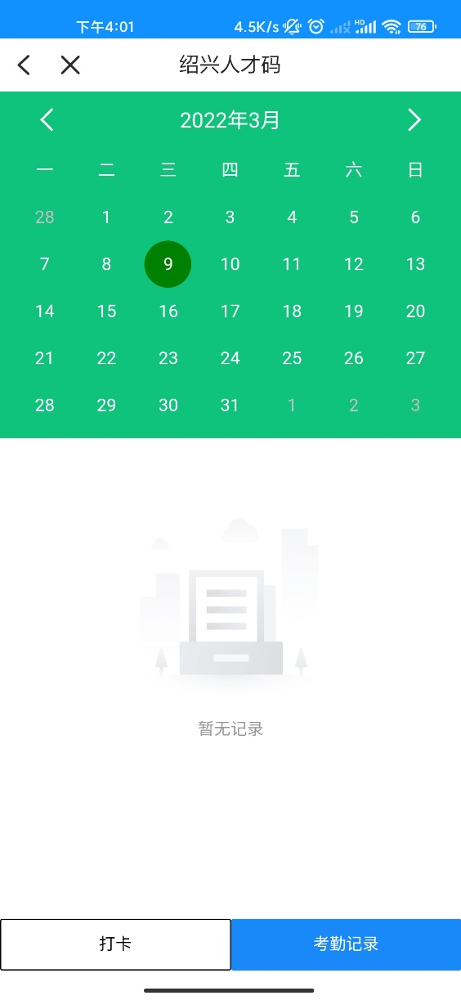 下午4:01 4.5K/s HD 76
绍兴人才码
2022年3月
一 二 三 四 五 六 日
28 1 2 3 4 5 6
7 8 9 10 11 12 13
14 15 16 17 18 19 20
21 22 23 24 25 26 27
28 29 30 31 1 2 3
暂无记录
打卡 考勤记录